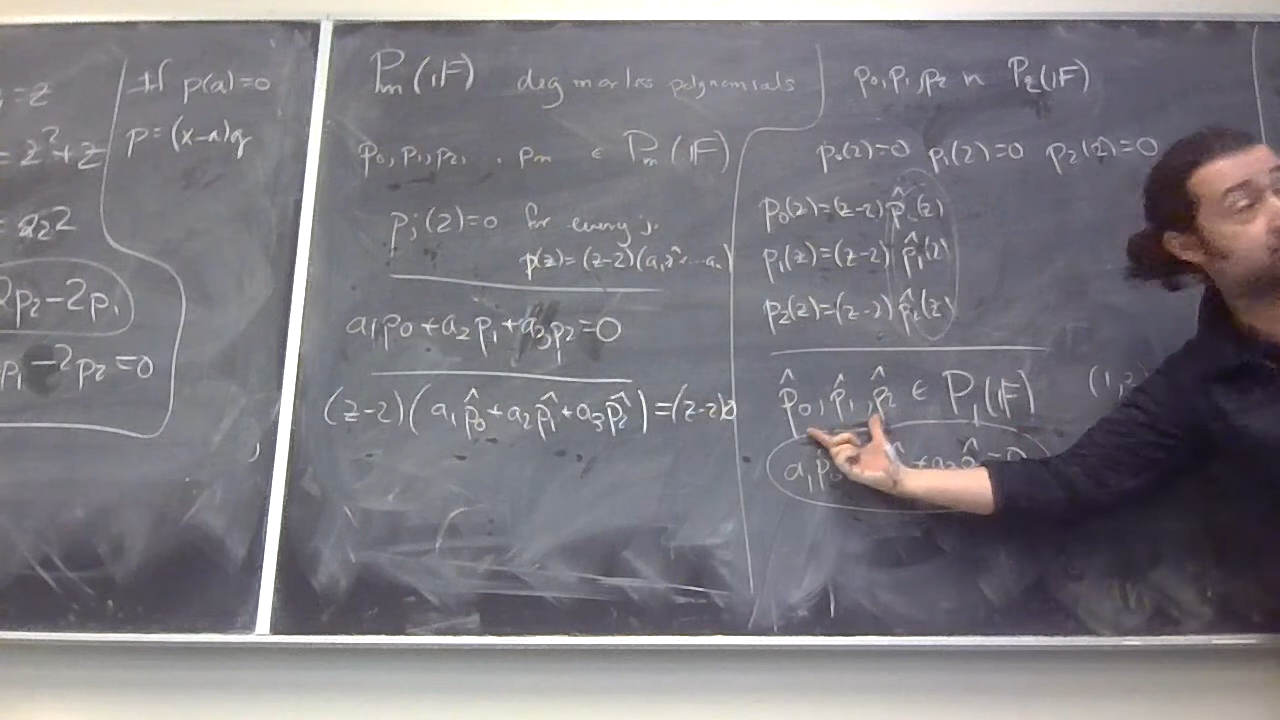 = z
= z²+z
= a₂z²
2p₂-2p₁
p₁-2p₂=0
If p(a)=0
p=(x-a)q
Pₘ(F) deg m or less polynomials
p₀,p₁,p₂, .. pₘ ∈ Pₘ(F)
pⱼ(2)=0 for every j.
p(z)=(z-2)
a₁p₀+a₂p₁+a₃p₂=0
(z-2)(a₁p̂₀+a₂p̂₁+a₃p̂₂)=(z-2)0
p₀,p₁,p₂ in P₂(F)
p₀(2)=0 p₁(2)=0 p₂(2)=0
p₀(z)=(z-2)p̂₀(z)
p₁(z)=(z-2)p̂₁(z)
p₂(z)=(z-2)p̂₂(z)
p̂₀,p̂₁,p̂₂ ∈ P₁(F)
(1,
a₁p̂₀